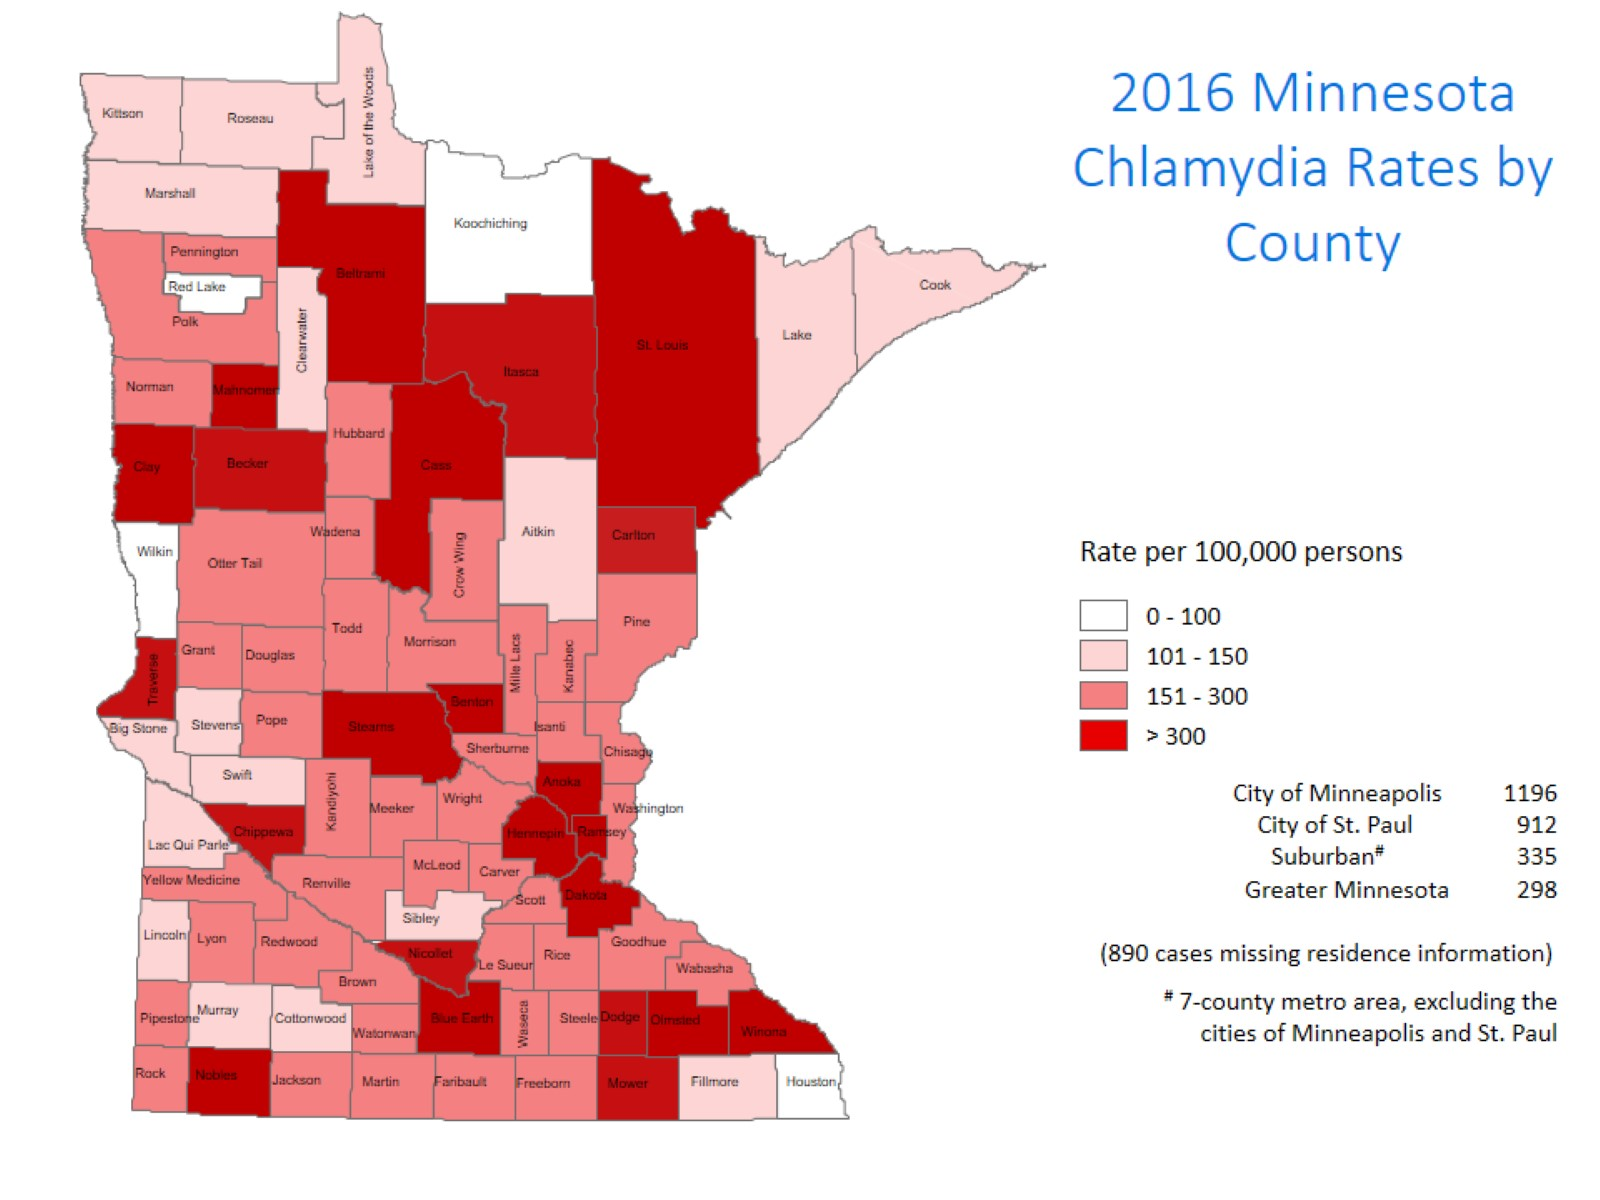 2016 Minnesota
Chlamydia Rates by
County
Kittson
Roseau
Lake of the Woods
Marshall
Koochiching
Pennington
Red Lake
Beltrami
Cook
Polk
Clearwater
Lake
St. Louis
Itasca
Norman
Mahnomen
Hubbard
Clay
Becker
Cass
Wadena
Aitkin
Carlton
Wilkin
Otter Tail
Crow Wing
Pine
Todd
Morrison
Grant
Douglas
Mille Lacs
Kanabec
Traverse
Benton
Big Stone
Stevens
Pope
Stearns
Isanti
Sherburne
Chisago
Swift
Anoka
Kandiyohi
Meeker
Wright
Washington
Chippewa
Hennepin
Ramsey
Lac Qui Parle
McLeod
Carver
Yellow Medicine
Renville
Dakota
Scott
Sibley
Lincoln
Lyon
Redwood
Nicollet
Le Sueur
Rice
Goodhue
Wabasha
Brown
Pipestone
Murray
Cottonwood
Watonwan
Blue Earth
Waseca
Steele
Dodge
Olmsted
Winona
Rock
Nobles
Jackson
Martin
Faribault
Freeborn
Mower
Fillmore
Houston
Rate per 100,000 persons
0 - 100
101 - 150
151 - 300
> 300
City of Minneapolis 1196
City of St. Paul 912
Suburban# 335
Greater Minnesota 298
(890 cases missing residence information)
# 7-county metro area, excluding the
cities of Minneapolis and St. Paul